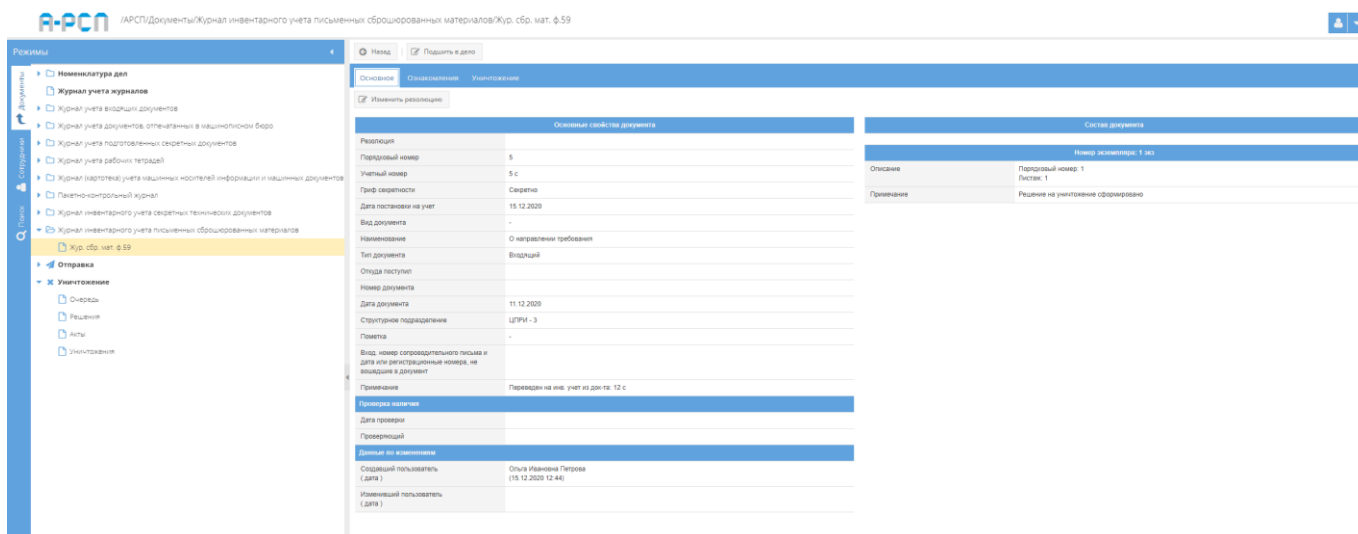 А-РСП
/АРСП/Документы/Журнал инвентарного учета письменных сброшюрованных материалов/Жур. сбр. мат. ф.59
Режимы
Документы
Сотрудники
Поиск
Номенклатура дел
Журнал учета журналов
Журнал учета входящих документов
Журнал учета документов, отпечатанных в машинописном бюро
Журнал учета подготовленных секретных документов
Журнал учета рабочих тетрадей
Журнал (картотека) учета машинных носителей информации и машинных документов
Пакетно-контрольный журнал
Журнал инвентарного учета секретных технических документов
Журнал инвентарного учета письменных сброшюрованных материалов
Жур. сбр. мат. ф.59
Отправка
Уничтожение
Очередь
Решения
Акты
Уничтожения
Назад
Подшить в дело
Основное
Ознакомления
Уничтожение
Изменить резолюцию
Основные свойства документа
Резолюция
Порядковый номер 5
Учетный номер 5 с
Гриф секретности Секретно
Дата постановки на учет 15.12.2020
Вид документа -
Наименование О направлении требования
Тип документа Входящий
Откуда поступил
Номер документа
Дата документа 11.12.2020
Структурное подразделение ЦПРИ - 3
Пометка -
Вход. номер сопроводительного письма и
дата или регистрационные номера, не
вошедшие в документ
Примечание Переведен на инв. учет из док-та: 12 с
Проверка наличия
Дата проверки
Проверяющий
Данные по изменениям
Создавший пользователь Ольга Ивановна Петрова
( дата ) (15.12.2020 12:44)
Изменивший пользователь
( дата )
Состав документа
Номер экземпляра: 1 экз
Описание Порядковый номер: 1
Листаж: 1
Примечание Решение на уничтожение сформировано